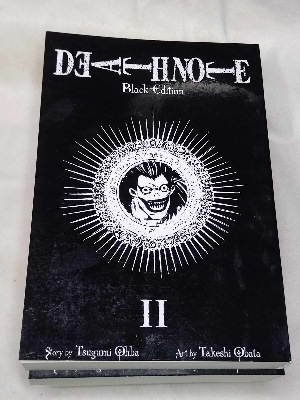 DEATH NOTE
Black Edition
II
Story by Tsugumi Ohba Art by Takeshi Obata